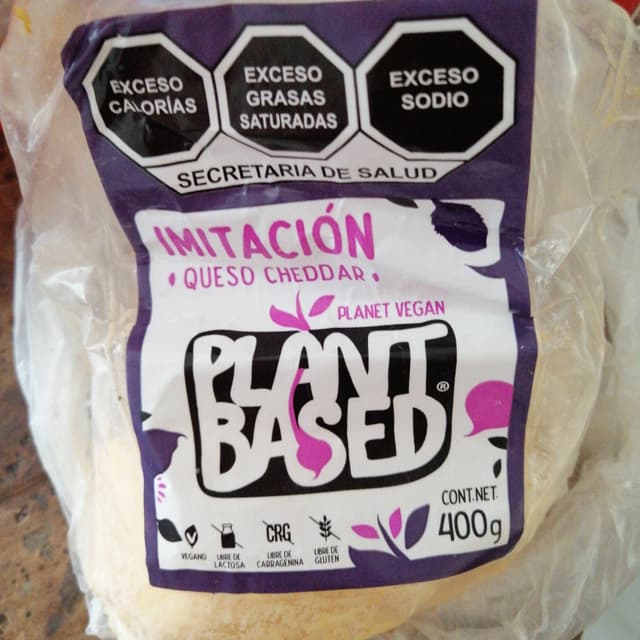 EXCESO
CALORÍAS
EXCESO
GRASAS
SATURADAS
EXCESO
SODIO
SECRETARIA DE SALUD
IMITACIÓN
QUESO CHEDDAR
PLANET VEGAN
PLANT
BASED®
CONT.NET.
400g
VEGANO
LIBRE DE
LACTOSA
CRG
LIBRE DE
CARRAGENINA
LIBRE DE
GLUTEN